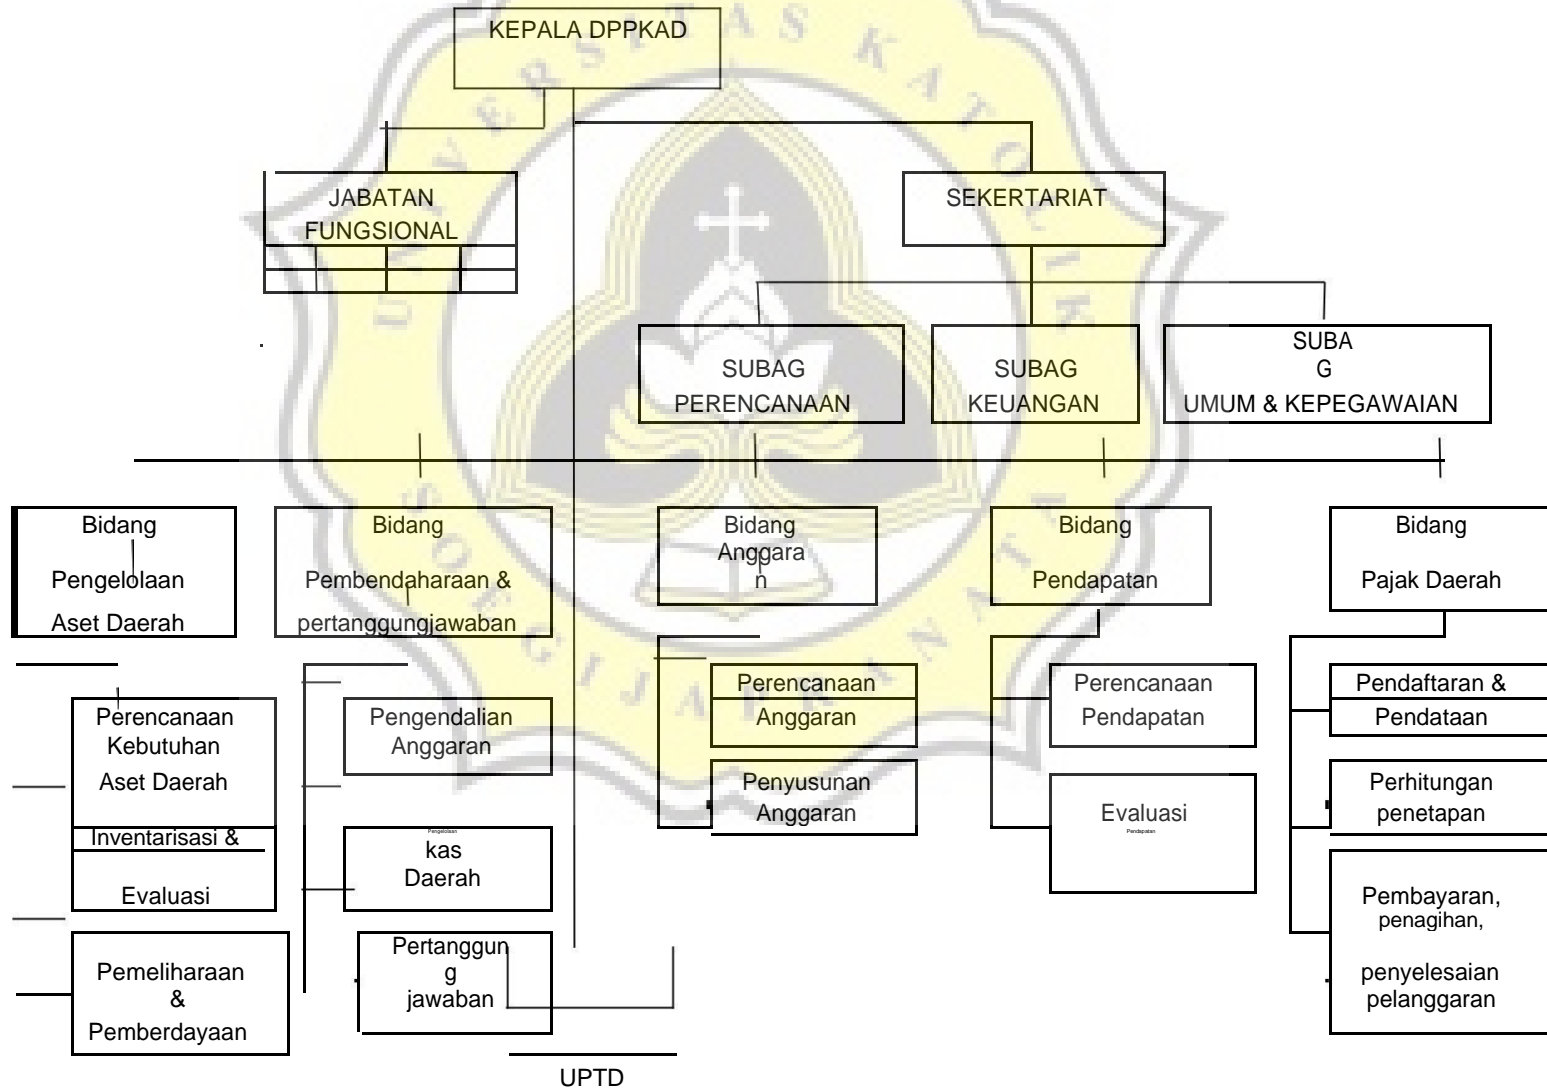 KEPALA DPPKAD
JABATAN
FUNGSIONAL
SEKERTARIAT
SUBAG
PERENCANAAN
SUBAG
KEUANGAN
SUBA
G
UMUM & KEPEGAWAIAN
Bidang
Pengelolaan
Aset Daerah
Bidang
Pembendaharaan &
pertanggungjawaban
Bidang
Anggara
n
Bidang
Pendapatan
Bidang
Pajak Daerah
Perencanaan
Kebutuhan
Aset Daerah
Inventarisasi &
Evaluasi
Pemeliharaan
&
Pemberdayaan
Pengendalian
Anggaran
Pengelolaan
kas
Daerah
Pertanggun
g
jawaban
Perencanaan
Anggaran
Penyusunan
Anggaran
Perencanaan
Pendapatan
Evaluasi
Pendapatan
Pendaftaran &
Pendataan
Perhitungan
penetapan
Pembayaran,
penagihan,
penyelesaian
pelanggaran
UPTD
UNIVERSITAS KATOLIK
SOEGIJAPRANATA